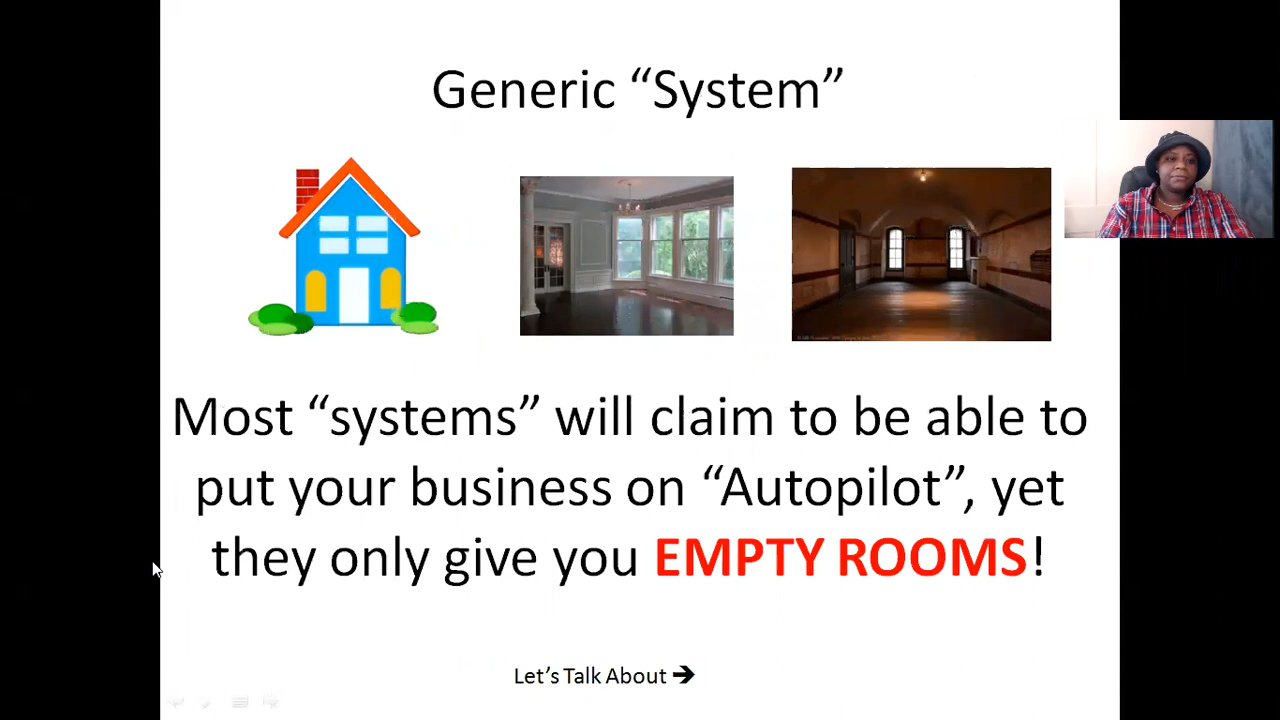 Generic “System”
Most “systems” will claim to be able to
put your business on “Autopilot”, yet
they only give you EMPTY ROOMS!
Let’s Talk About ➔